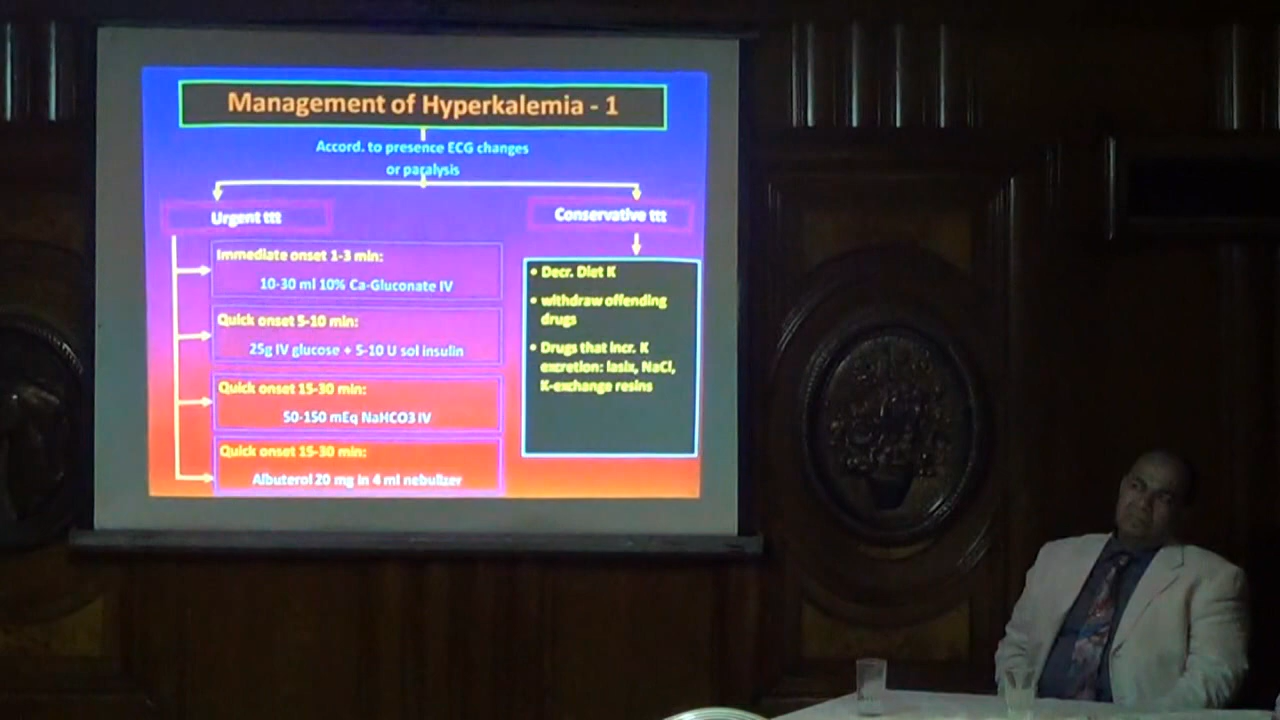 Management of Hyperkalemia - 1
Accord. to presence ECG changes
or paralysis
Urgent ttt
Immediate onset 1-3 min:
10-30 ml 10% Ca-Gluconate IV
Quick onset 5-10 min:
25g IV glucose + 5-10 U sol insulin
Quick onset 15-30 min:
50-150 mEq NaHCO3 IV
Quick onset 15-30 min:
Albuterol 20 mg in 4 ml nebulizer
Conservative ttt
• Decr. Diet K
• withdraw offending
drugs
• Drugs that incr. K
excretion: lasix, NaCl,
K-exchange resins